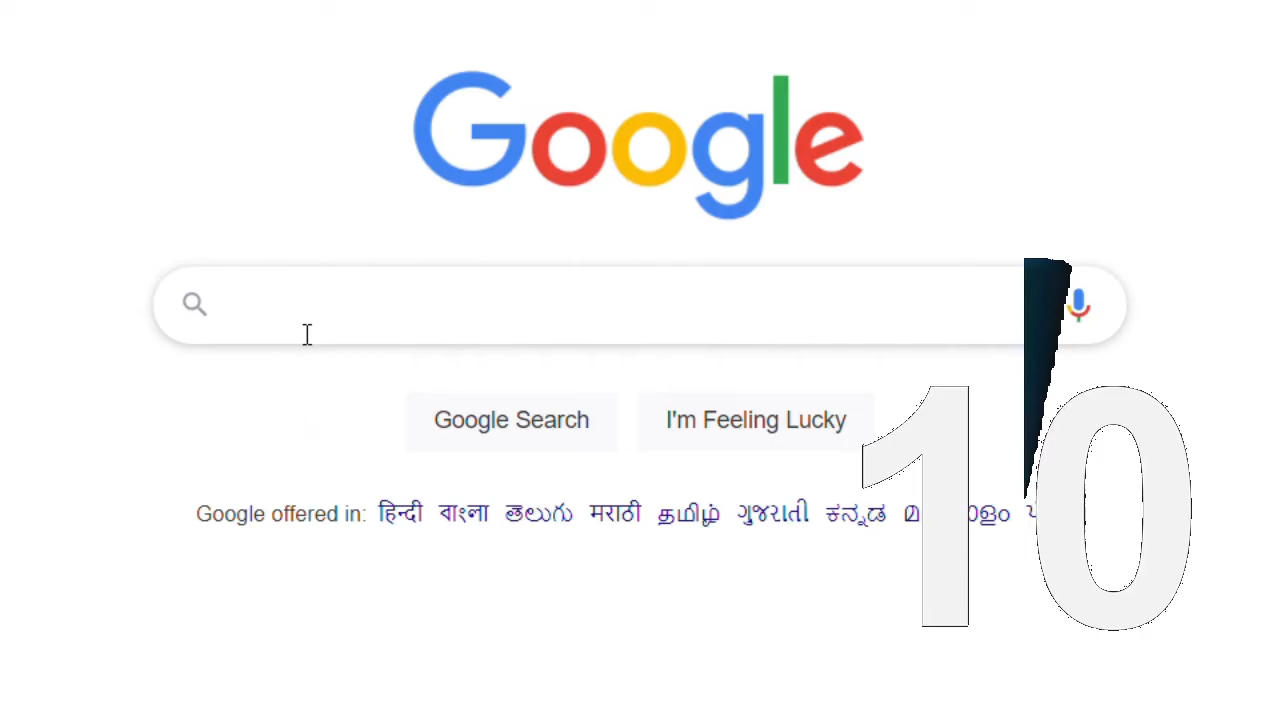 Google
Google Search
I'm Feeling Lucky
Google offered in: हिन्दी বাংলা తెలుగు मराठी தமிழ் ગુજરાતી ಕನ್ನಡ
10